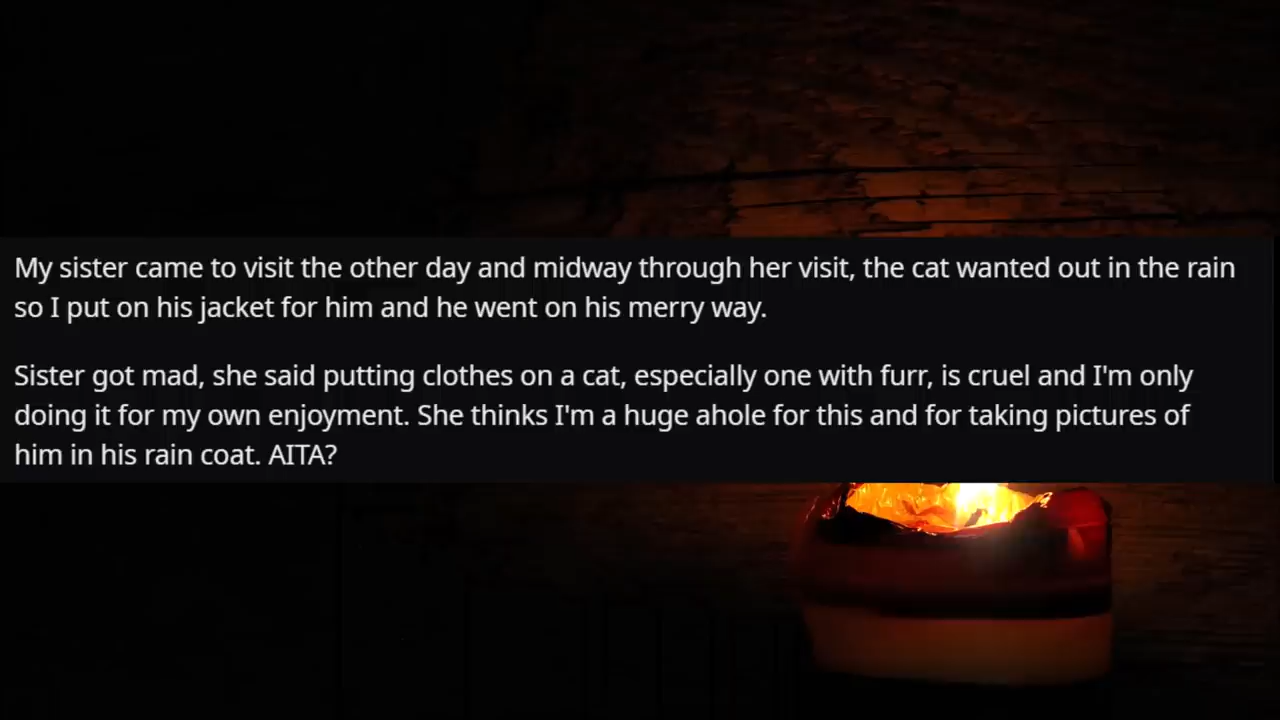 My sister came to visit the other day and midway through her visit, the cat wanted out in the rain
so I put on his jacket for him and he went on his merry way.
Sister got mad, she said putting clothes on a cat, especially one with furr, is cruel and I'm only
doing it for my own enjoyment. She thinks I'm a huge ahole for this and for taking pictures of
him in his rain coat. AITA?